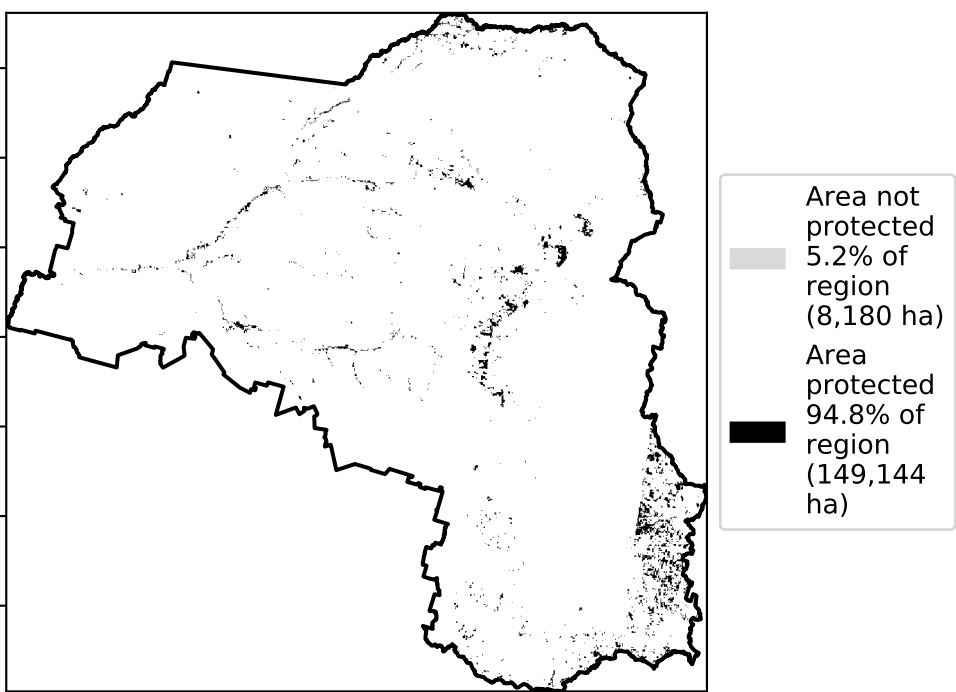 Area not
protected
5.2% of
region
(8,180 ha)
Area
protected
94.8% of
region
(149,144
ha)